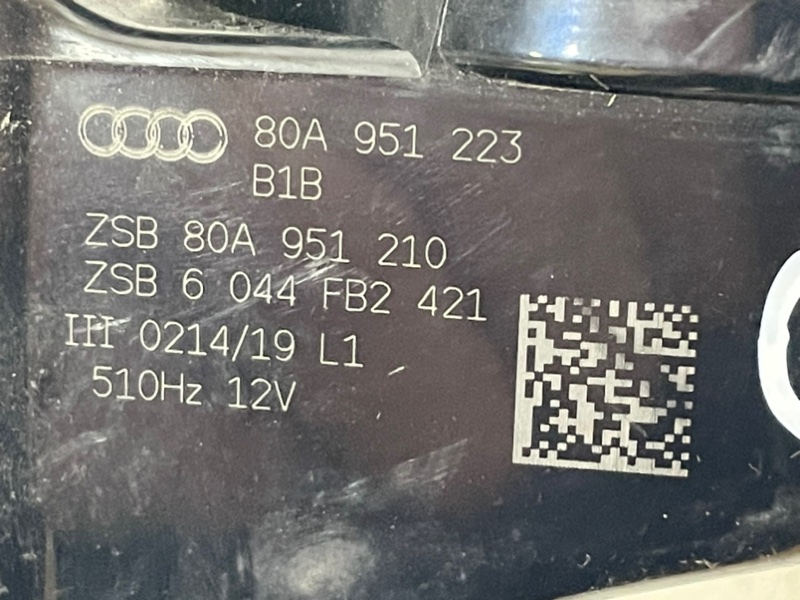 80A 951 223
B1B
ZSB 80A 951 210
ZSB 6 044 FB2 421
III 0214/19 L1
510Hz 12V